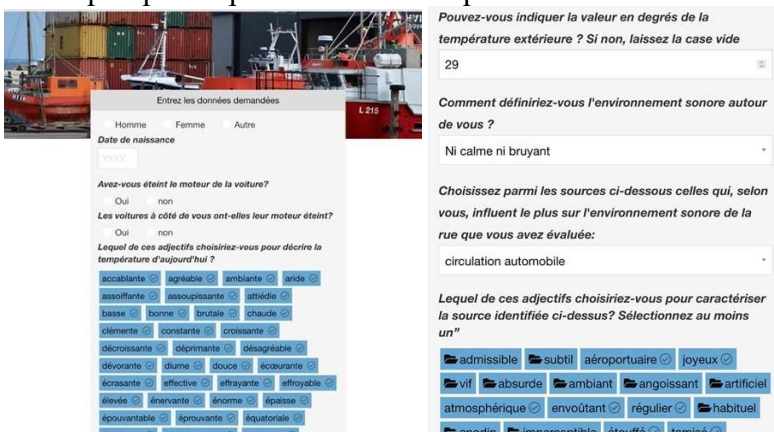 L 215
Entrez les données demandées
Homme Femme Autre
Date de naissance
YYYY
Avez-vous éteint le moteur de la voiture?
Oui non
Les voitures à côté de vous ont-elles leur moteur éteint?
Oui non
Lequel de ces adjectifs choisiriez-vous pour décrire la
température d'aujourd'hui ?
accablante agréable ambiante aride
assoiffante assoupissante attiédie
basse bonne brutale chaude
clémente constante croissante
décroissante déprimante désagréable
dévorante diurne douce écœurante
écrasante effective effrayante effroyable
élevée énervante énorme épaisse
épouvantable éprouvante équatoriale
Pouvez-vous indiquer la valeur en degrés de la
température extérieure ? Si non, laissez la case vide
29
Comment définiriez-vous l'environnement sonore autour
de vous ?
Ni calme ni bruyant
Choisissez parmi les sources ci-dessous celles qui, selon
vous, influent le plus sur l'environnement sonore de la
rue que vous avez évaluée:
circulation automobile
Lequel de ces adjectifs choisiriez-vous pour caractériser
la source identifiée ci-dessus? Sélectionnez au moins
un”
admissible subtil aéroportuaire joyeux
vif absurde ambiant angoissant artificiel
atmosphérique envoûtant régulier habituel
anodin imperceptible étouffé tamisé